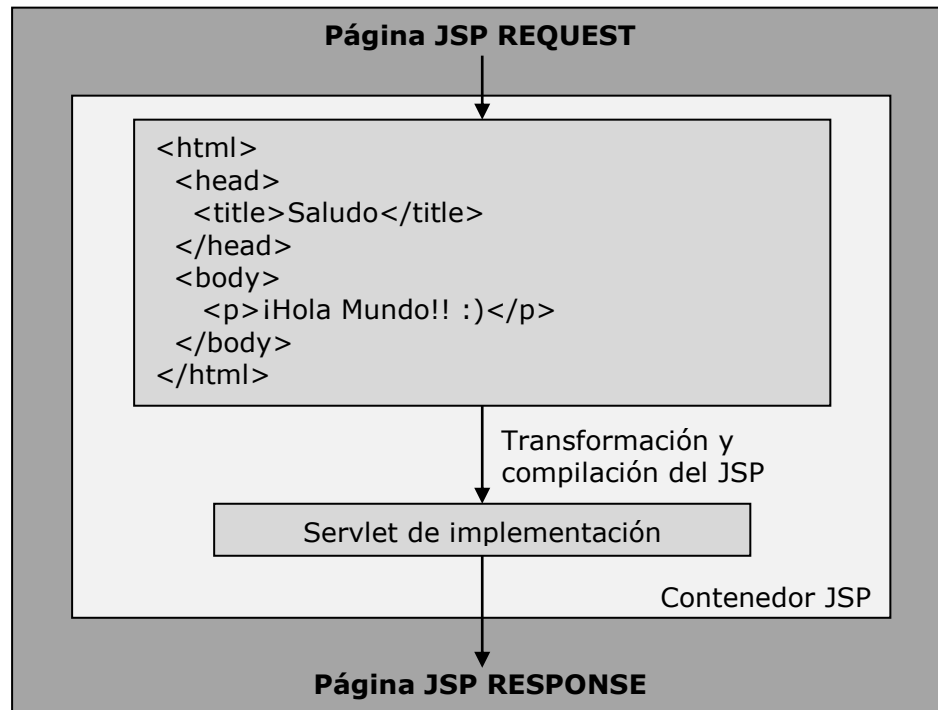 Página JSP REQUEST
<html>
<head>
<title>Saludo</title>
</head>
<body>
<p>¡Hola Mundo!! :)</p>
</body>
</html>
Transformación y
compilación del JSP
Servlet de implementación
Contenedor JSP
Página JSP RESPONSE